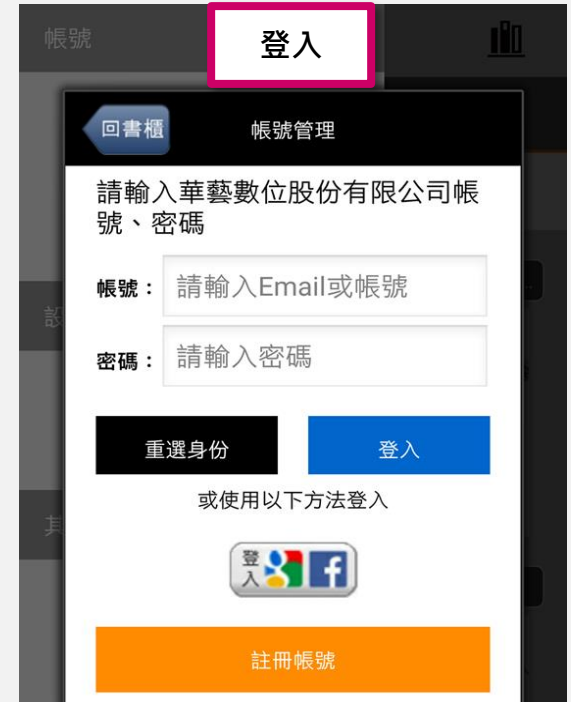 帳號
登入
回書櫃
帳號管理
請輸入華藝數位股份有限公司帳
號、密碼
帳號：
請輸入Email或帳號
設
密碼：
請輸入密碼
重選身份
登入
或使用以下方法登入
其
登入
f
註冊帳號